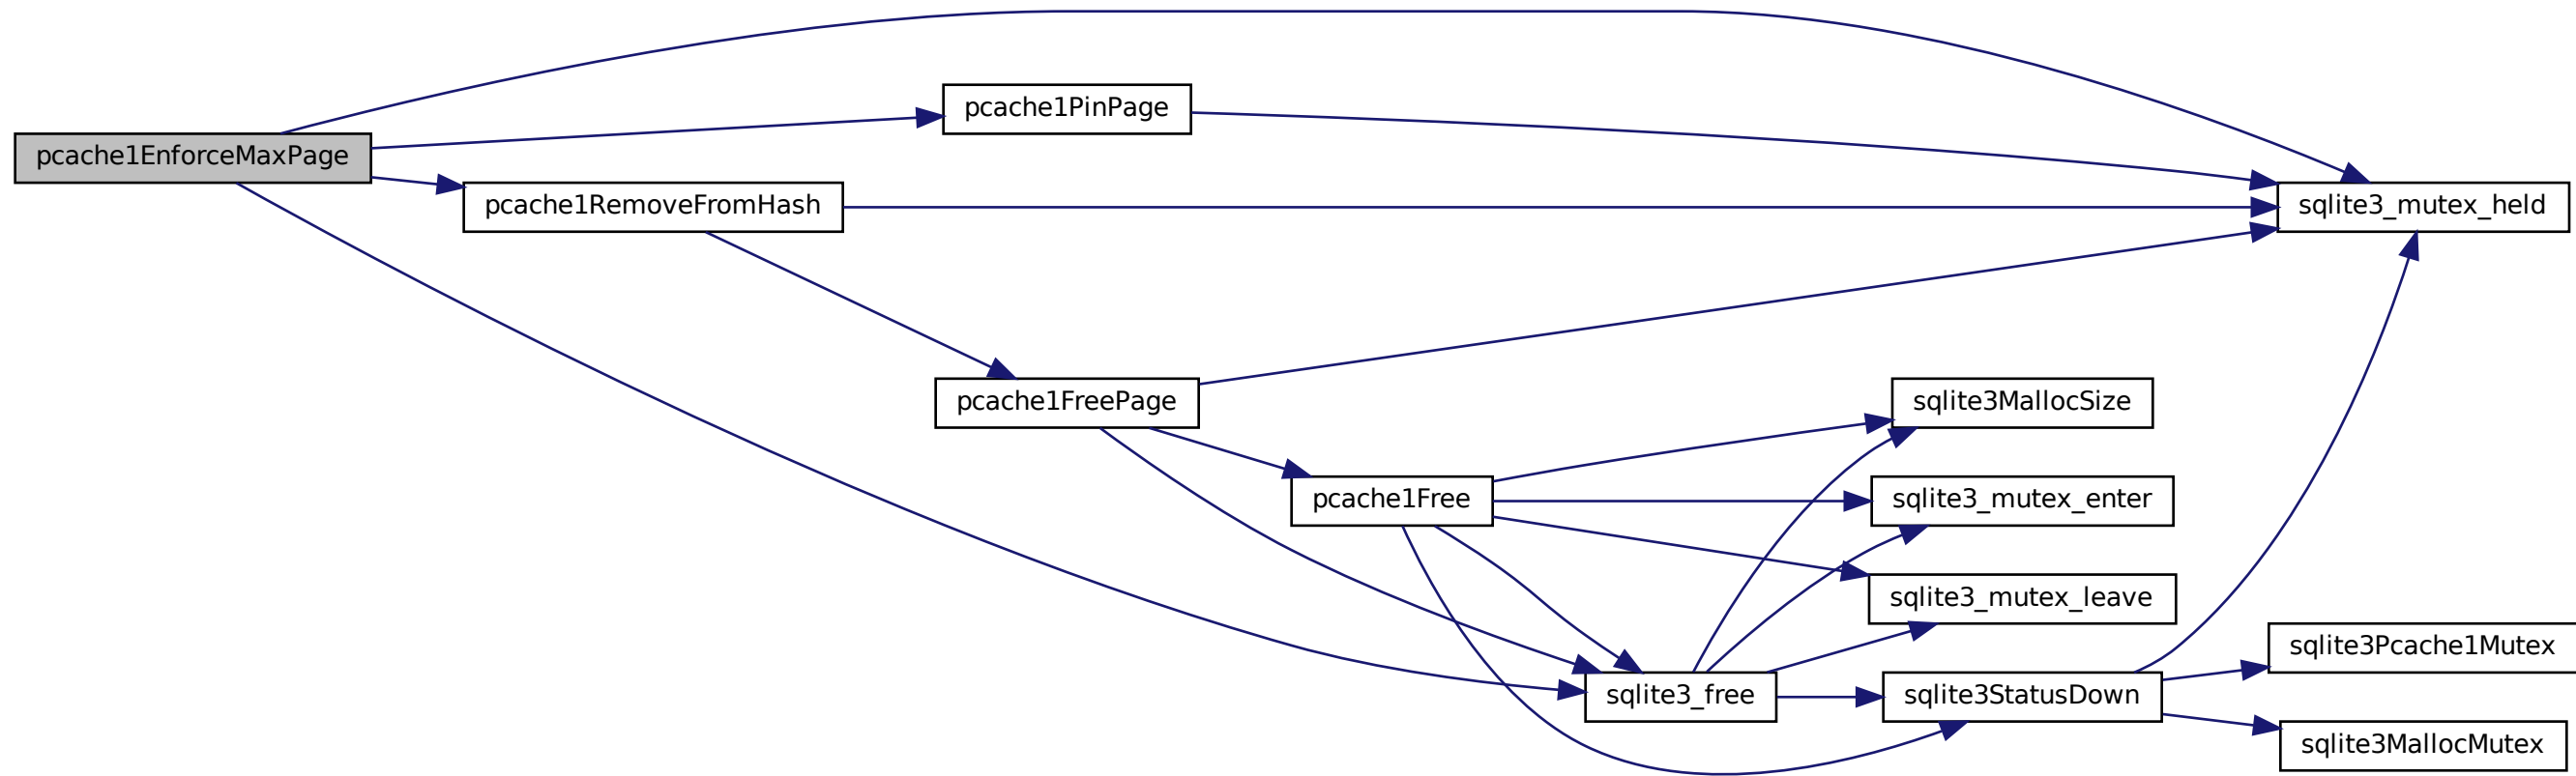 pcache1PinPage
pcache1EnforceMaxPage
pcache1RemoveFromHash
sqlite3_mutex_held
pcache1FreePage
sqlite3MallocSize
pcache1Free
sqlite3_mutex_enter
sqlite3_mutex_leave
sqlite3Pcache1Mutex
sqlite3_free
sqlite3StatusDown
sqlite3MallocMutex